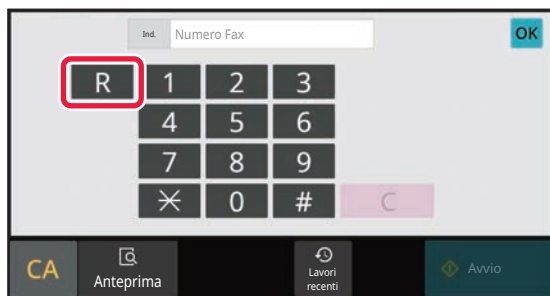 Ind. Numero Fax OK
R 1 2 3
4 5 6
7 8 9
* 0 # C
CA Anteprima Lavori Avvio
recenti